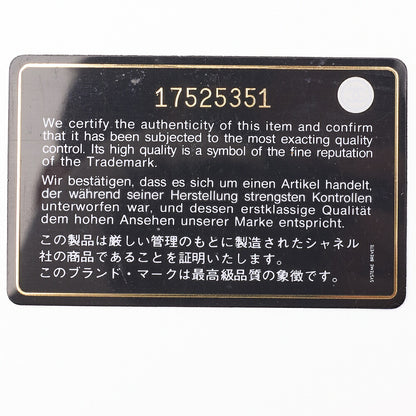 17525351
We certify the authenticity of this item and confirm
that it has been subjected to the most exacting quality
control. Its high quality is a symbol of the fine reputation
of the Trademark.
Wir bestätigen, dass es sich um einen Artikel handelt,
der während seiner Herstellung strengsten Kontrollen
unterworfen war, und dessen erstklassige Qualität
dem hohen Ansehen unserer Marke entspricht.
この製品は厳しい管理のもとに製造されたシャネル
社の商品であることを証明いたします。
このブランド・マークは最高級品質の象徴です。
SYSTEME BREVETE